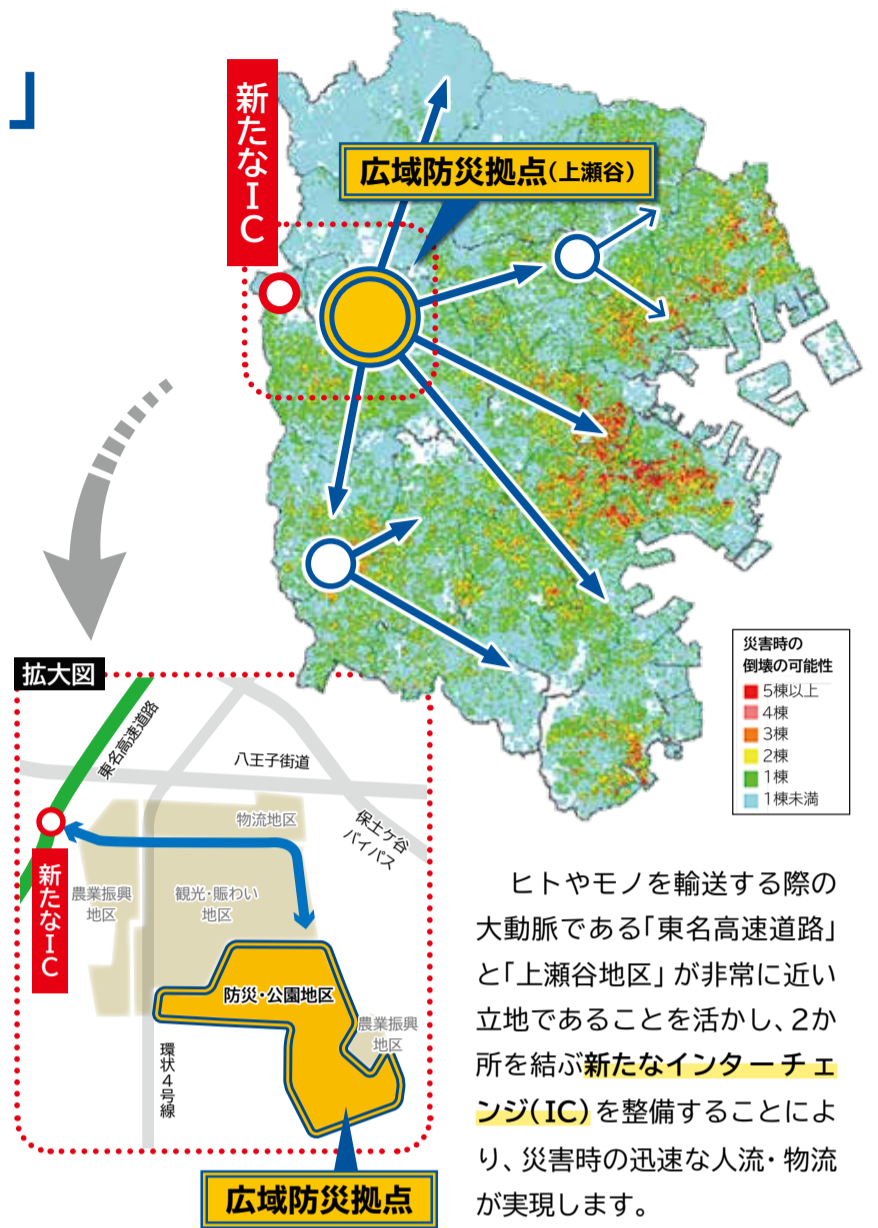 」
新たなIC
広域防災拠点(上瀬谷)
災害時の
倒壊の可能性
5棟以上
4棟
3棟
2棟
1棟
1棟未満
拡大図
東名高速道路
八王子街道
保土ケ谷
バイパス
物流地区
新たなIC
農業振興
地区
観光・賑わい
地区
防災・公園地区
農業振興
地区
環状4号線
広域防災拠点
ヒトやモノを輸送する際の
大動脈である「東名高速道路」
と「上瀬谷地区」が非常に近い
立地であることを活かし、2か
所を結ぶ新たなインターチェ
ンジ(IC)を整備することによ
り、災害時の迅速な人流・物流
が実現します。